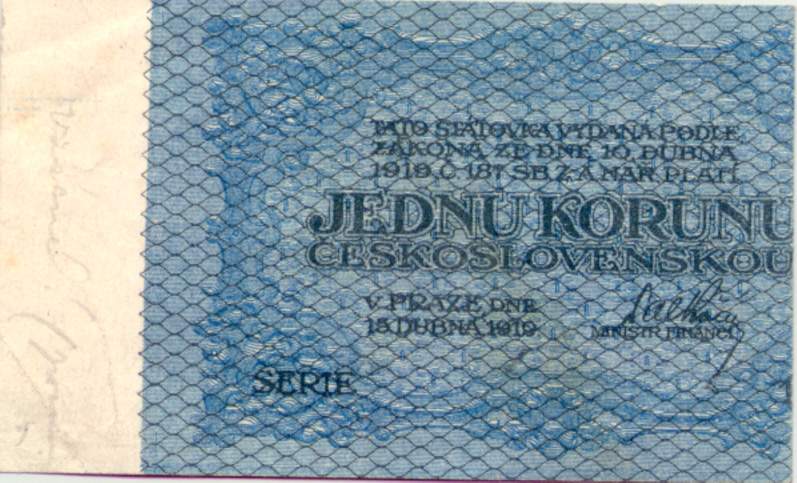 TATO STÁTOVKA VYDANÁ PODLE
ZÁKONA ZE DNE 10. DUBNA
1919 Č. 187 SB. Z. A NAŘ. PLATÍ
JEDNU KORUNU
ČESKOSLOVENSKOU
V PRAZE DNE
15. DUBNA 1919.
MINISTR FINANCÍ
SERIE